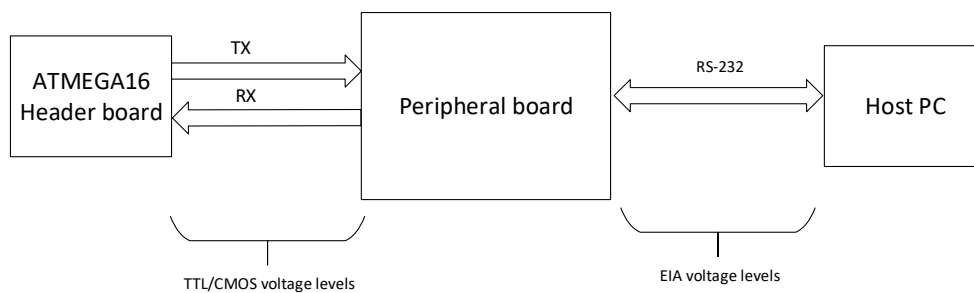 ATMEGA16
Header board
TX
RX
Peripheral board
RS-232
Host PC
TTL/CMOS voltage levels
EIA voltage levels